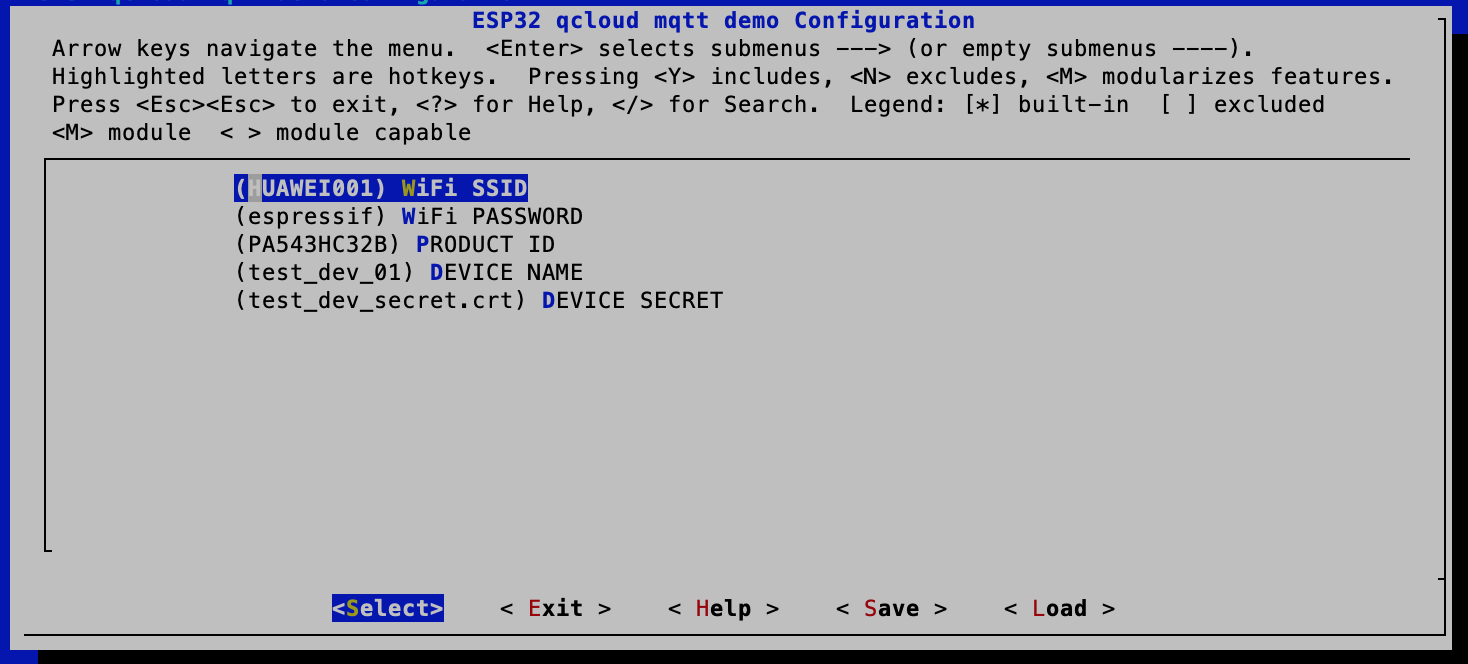 ESP32 qcloud mqtt demo Configuration
Arrow keys navigate the menu.  <Enter> selects submenus ---> (or empty submenus ----).
Highlighted letters are hotkeys.  Pressing <Y> includes, <N> excludes, <M> modularizes features.
Press <Esc><Esc> to exit, <?> for Help, </> for Search.  Legend: [*] built-in  [ ] excluded
<M> module  < > module capable
(HUAWEI001) WiFi SSID
(espressif) WiFi PASSWORD
(PA543HC32B) PRODUCT ID
(test_dev_01) DEVICE NAME
(test_dev_secret.crt) DEVICE SECRET
<Select>    < Exit >    < Help >    < Save >    < Load >